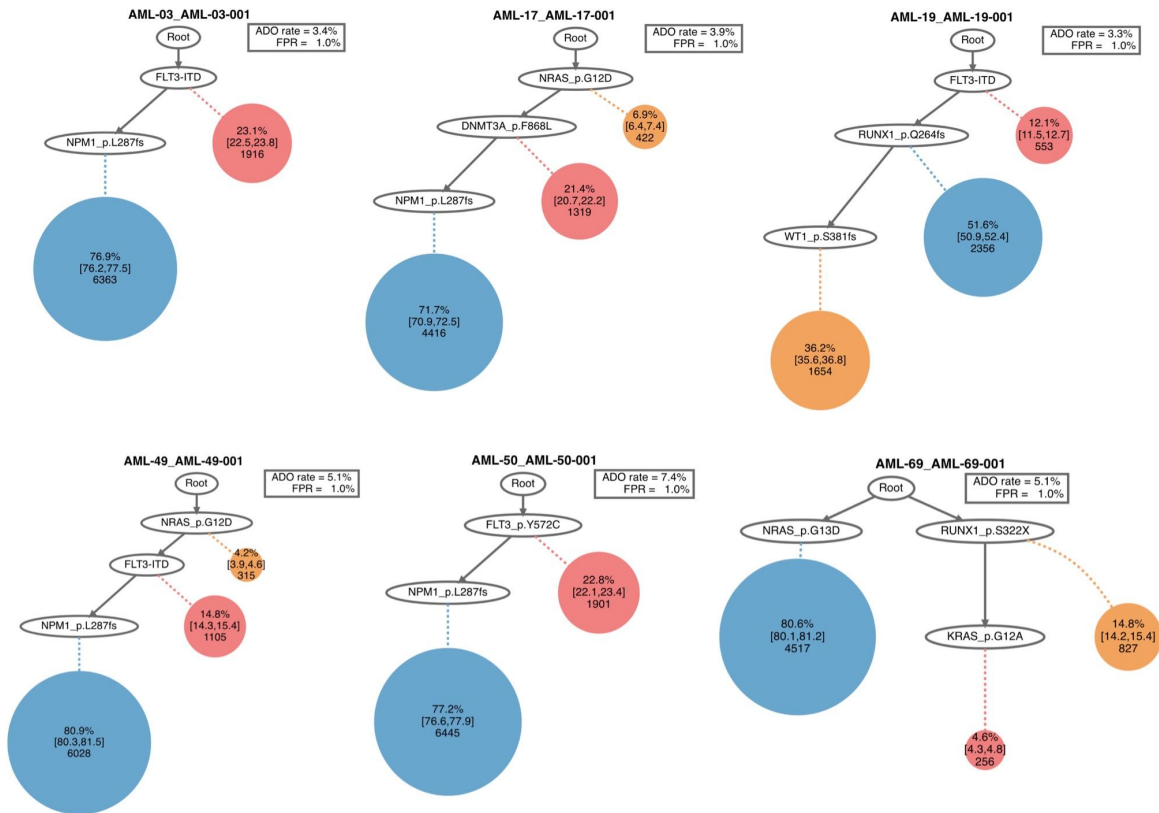 AML-03_AML-03-001
Root
ADO rate = 3.4%
FPR = 1.0%
FLT3-ITD
NPM1_p.L287fs
23.1%
[22.5,23.8]
1916
76.9%
[76.2,77.5]
6363
AML-17_AML-17-001
Root
ADO rate = 3.9%
FPR = 1.0%
NRAS_p.G12D
DNMT3A_p.F868L
6.9%
[6.4,7.4]
422
NPM1_p.L287fs
21.4%
[20.7,22.2]
1319
71.7%
[70.9,72.5]
4416
AML-19_AML-19-001
Root
ADO rate = 3.3%
FPR = 1.0%
FLT3-ITD
RUNX1_p.Q264fs
12.1%
[11.5,12.7]
553
WT1_p.S381fs
51.6%
[50.9,52.4]
2356
36.2%
[35.6,36.8]
1654
AML-49_AML-49-001
Root
ADO rate = 5.1%
FPR = 1.0%
NRAS_p.G12D
FLT3-ITD
4.2%
[3.9,4.6]
315
NPM1_p.L287fs
14.8%
[14.3,15.4]
1105
80.9%
[80.3,81.5]
6028
AML-50_AML-50-001
Root
ADO rate = 7.4%
FPR = 1.0%
FLT3_p.Y572C
NPM1_p.L287fs
22.8%
[22.1,23.4]
1901
77.2%
[76.6,77.9]
6445
AML-69_AML-69-001
Root
ADO rate = 5.1%
FPR = 1.0%
NRAS_p.G13D
RUNX1_p.S322X
80.6%
[80.1,81.2]
4517
KRAS_p.G12A
14.8%
[14.2,15.4]
827
4.6%
[4.3,4.8]
256